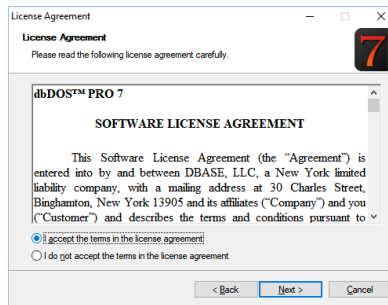 License Agreement
License Agreement
Please read the following license agreement carefully.
7
dbDOS™ PRO 7
SOFTWARE LICENSE AGREEMENT
This Software License Agreement (the “Agreement”) is
entered into by and between DBASE, LLC, a New York limited
liability company, with a mailing address at 30 Charles Street,
Binghamton, New York 13905 and its affiliates (“Company”) and you
(“Customer”) and describes the terms and conditions pursuant to
I accept the terms in the license agreement
I do not accept the terms in the license agreement
< Back Next > Cancel